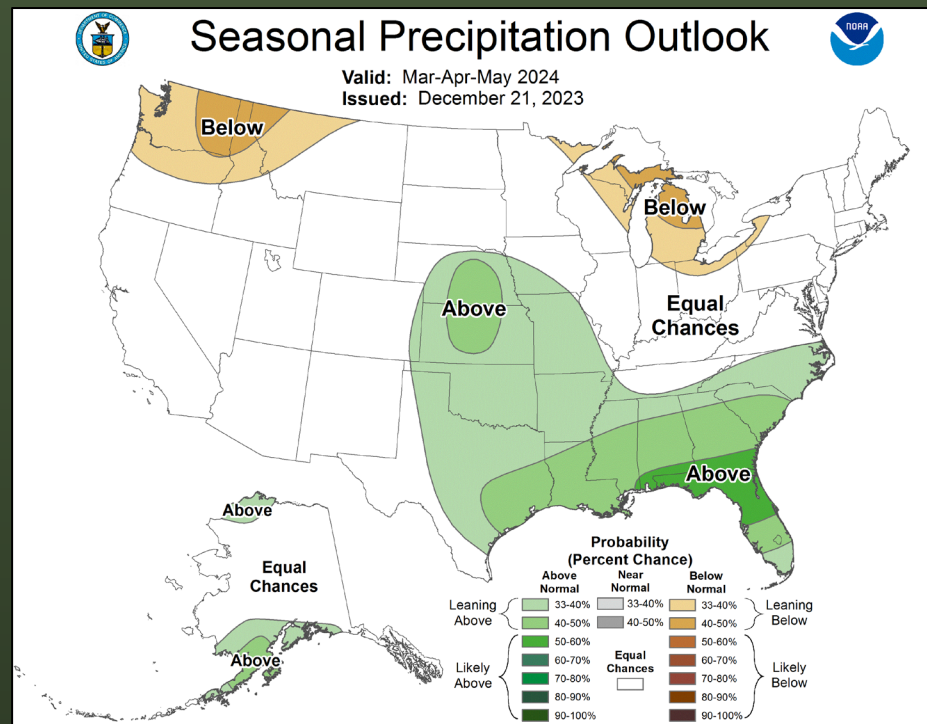 Seasonal Precipitation Outlook
NOAA
Valid: Mar-Apr-May 2024
Issued: December 21, 2023
Below
Below
Equal
Chances
Above
Above
Above
Equal
Chances
Above
Probability
(Percent Chance)
Above
Normal
Near
Normal
Below
Normal
Leaning
Above
33-40%
33-40%
33-40%
Leaning
Below
40-50%
40-50%
40-50%
Likely
Above
50-60%
Equal
Chances
50-60%
Likely
Below
60-70%
60-70%
70-80%
70-80%
80-90%
80-90%
90-100%
90-100%